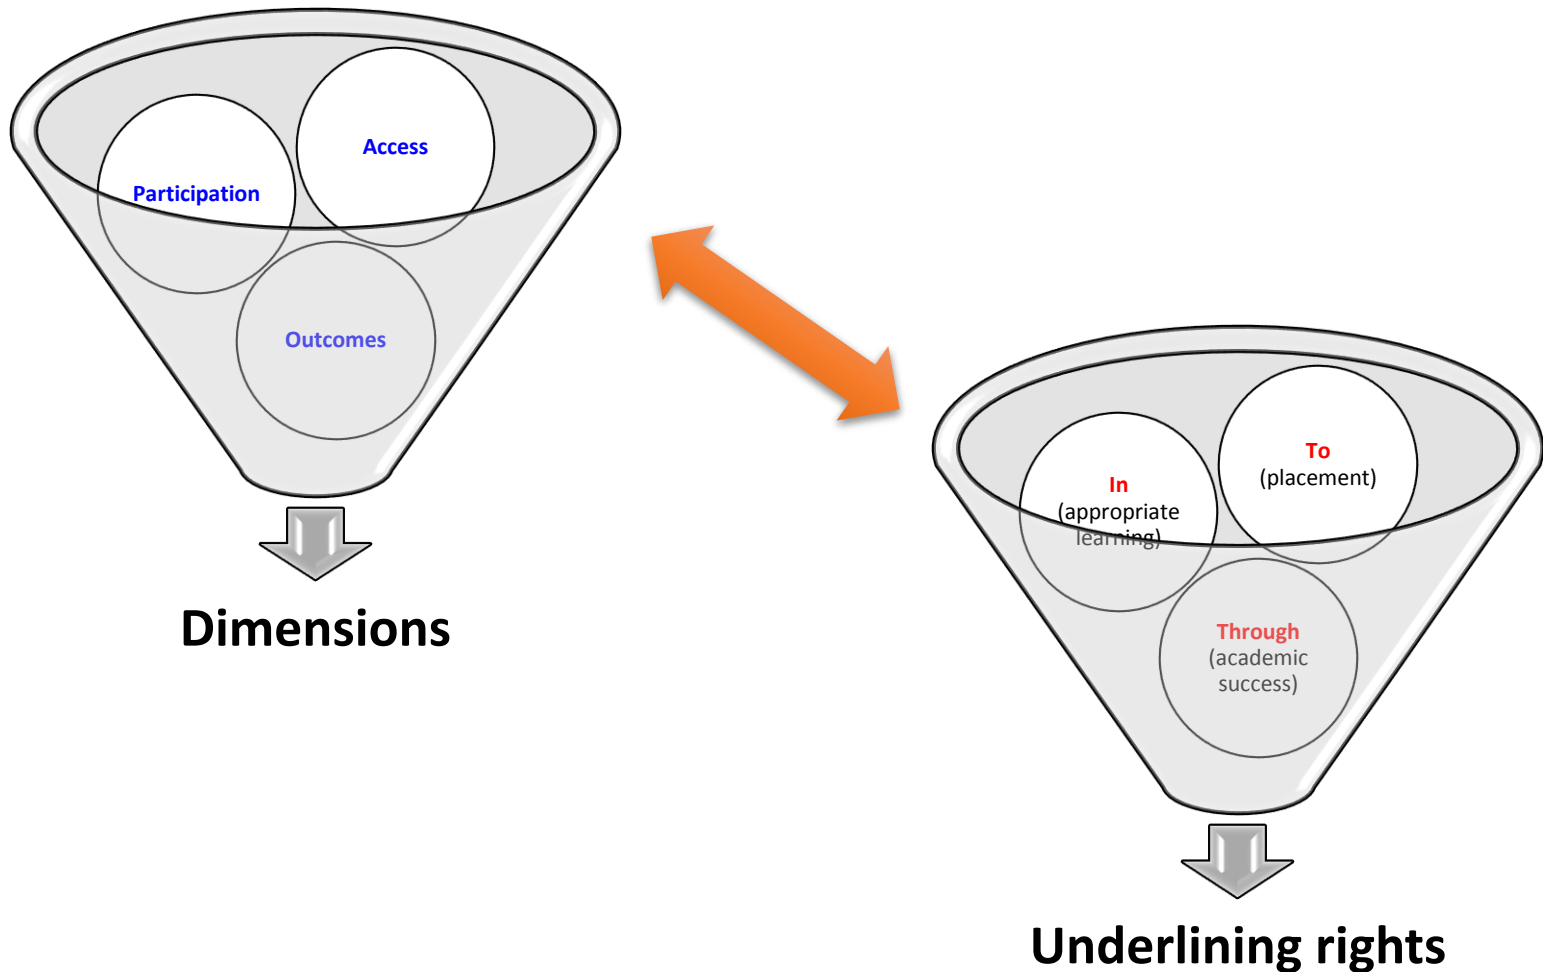 Access
Participation
Outcomes
Dimensions
To
(placement)
In
(appropriate
learning)
Through
(academic
success)
Underlining rights